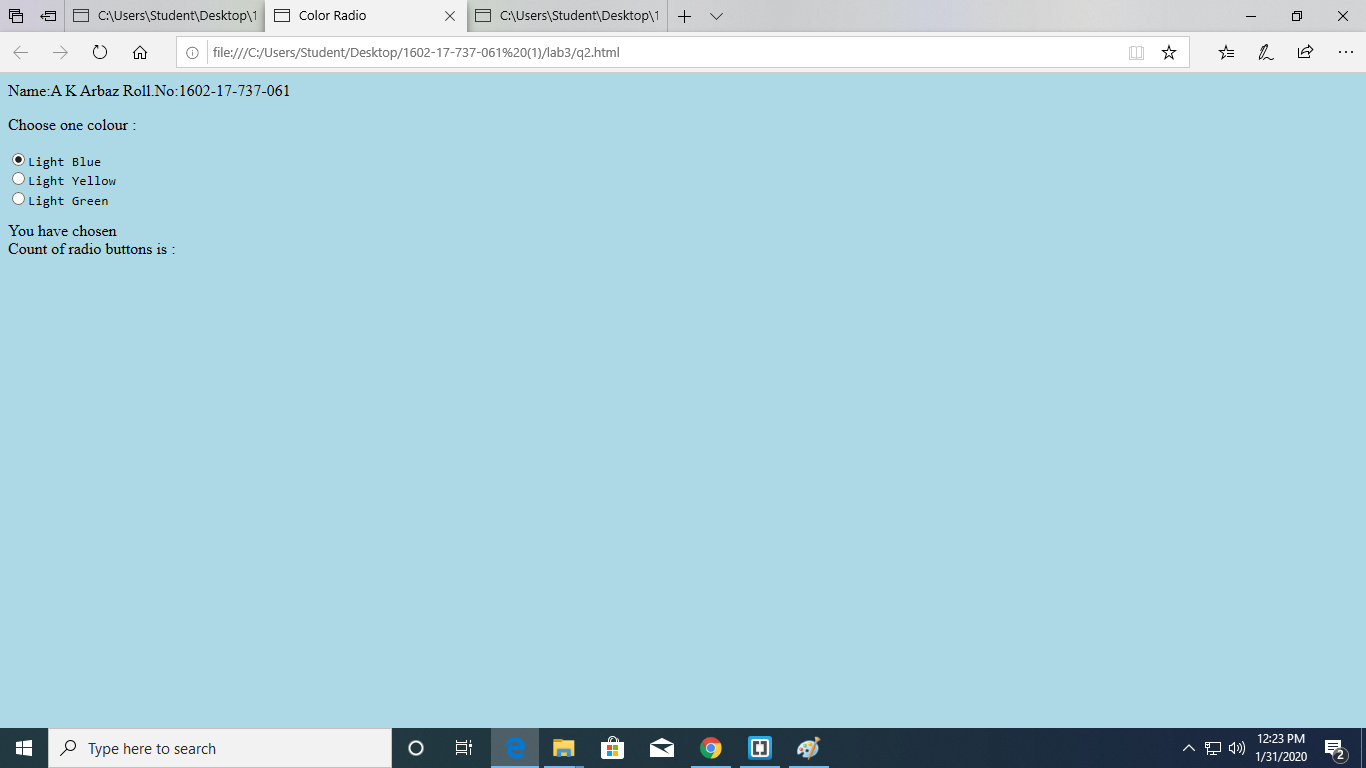 C:\Users\Student\Desktop\1
Color Radio
C:\Users\Student\Desktop\1
file:///C:/Users/Student/Desktop/1602-17-737-061%20(1)/lab3/q2.html
Name:A K Arbaz Roll.No:1602-17-737-061
Choose one colour :
Light Blue
Light Yellow
Light Green
You have chosen
Count of radio buttons is :
Type here to search
12:23 PM
1/31/2020
2